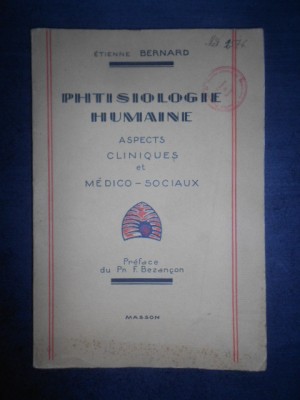 ÉTIENNE BERNARD
PHTISIOLOGIE
HUMAINE
ASPECTS
CLINIQUES
et
MÉDICO-SOCIAUX
Préface
du Pr. F. Bezançon
MASSON